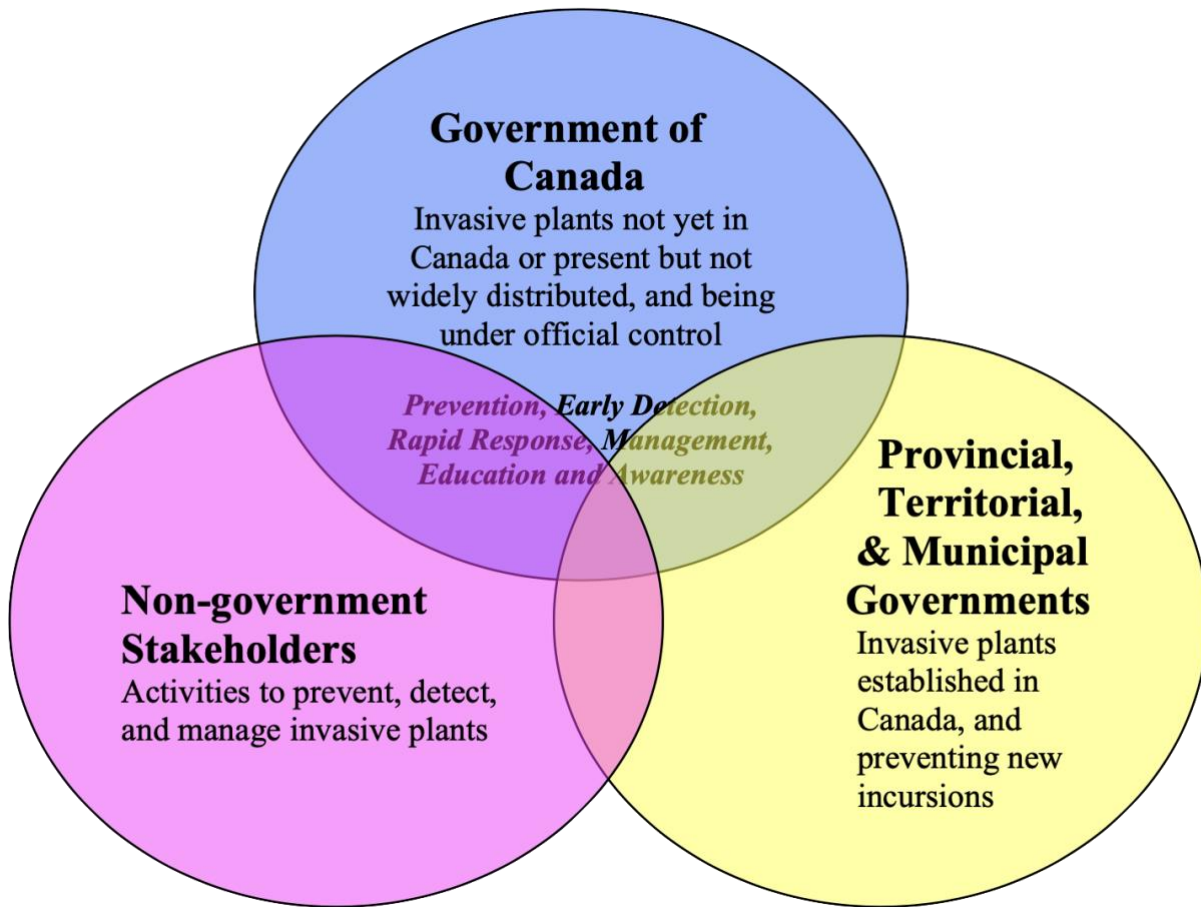 Government of
Canada
Invasive plants not yet in
Canada or present but not
widely distributed, and being
under official control
Prevention, Early Detection,
Rapid Response, Management,
Education and Awareness
Non-government
Stakeholders
Activities to prevent, detect,
and manage invasive plants
Provincial,
Territorial,
& Municipal
Governments
Invasive plants
established in
Canada, and
preventing new
incursions